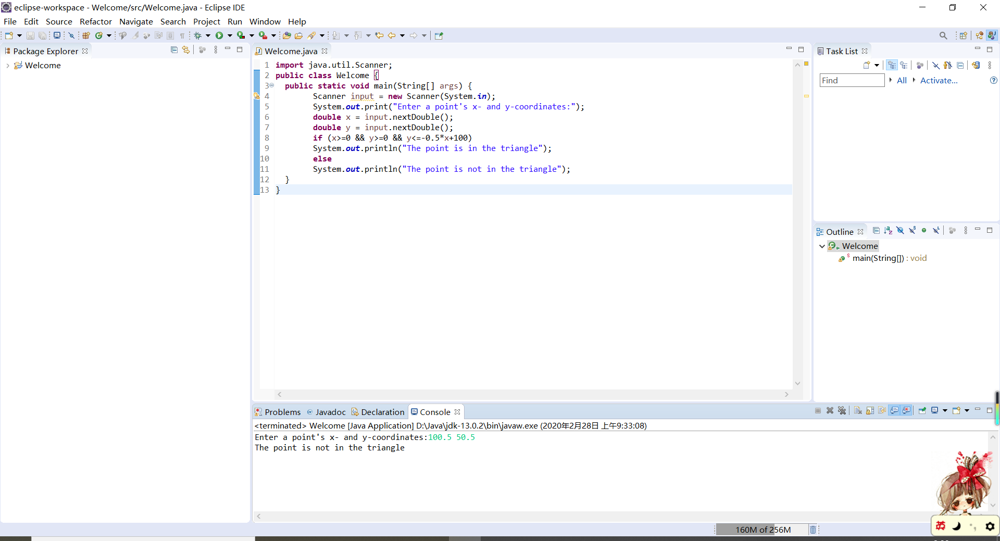 eclipse-workspace - Welcome/src/Welcome.java - Eclipse IDE
File Edit Source Refactor Navigate Search Project Run Window Help
Package Explorer
Welcome
Welcome.java
1 import java.util.Scanner;
2 public class Welcome {
3 public static void main(String[] args) {
4 Scanner input = new Scanner(System.in);
5 System.out.print("Enter a point's x- and y-coordinates:");
6 double x = input.nextDouble();
7 double y = input.nextDouble();
8 if (x>=0 && y>=0 && y<=-0.5*x+100)
9 System.out.println("The point is in the triangle");
10 else
11 System.out.println("The point is not in the triangle");
12 }
13 }
Task List
Find All Activate...
Outline
Welcome
main(String[]) : void
Problems @ Javadoc Declaration Console
<terminated> Welcome [Java Application] D:\Java\jdk-13.0.2\bin\javaw.exe (2020年2月28日 上午9:33:08)
Enter a point's x- and y-coordinates:100.5 50.5
The point is not in the triangle
160M of 256M
英